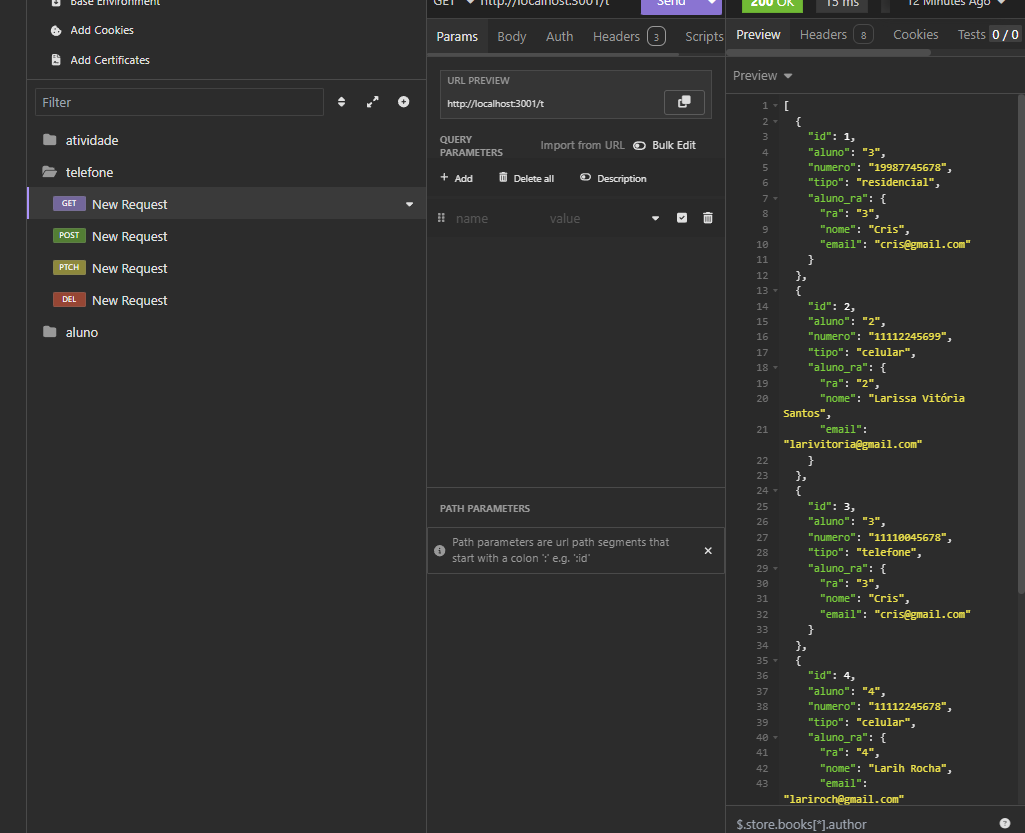 Base Environment
Add Cookies
Add Certificates
Filter
atividade
telefone
GET New Request
POST New Request
PTCH New Request
DEL New Request
aluno
GET http://localhost:3001/t Send
Params Body Auth Headers 3 Scripts
URL PREVIEW
http://localhost:3001/t
QUERY PARAMETERS
Import from URL Bulk Edit
+ Add Delete all Description
name value
PATH PARAMETERS
Path parameters are url path segments that
start with a colon ':' e.g. ':id'
200 OK 15 ms 12 Minutes Ago
Preview Headers 8 Cookies Tests 0 / 0
Preview
1 [
2 {
3 "id": 1,
4 "aluno": "3",
5 "numero": "19987745678",
6 "tipo": "residencial",
7 "aluno_ra": {
8 "ra": "3",
9 "nome": "Cris",
10 "email": "cris@gmail.com"
11 }
12 },
13 {
14 "id": 2,
15 "aluno": "2",
16 "numero": "11112245699",
17 "tipo": "celular",
18 "aluno_ra": {
19 "ra": "2",
20 "nome": "Larissa Vitória
Santos",
21 "email":
"larivitoria@gmail.com"
22 }
23 },
24 {
25 "id": 3,
26 "aluno": "3",
27 "numero": "11110045678",
28 "tipo": "telefone",
29 "aluno_ra": {
30 "ra": "3",
31 "nome": "Cris",
32 "email": "cris@gmail.com"
33 }
34 },
35 {
36 "id": 4,
37 "aluno": "4",
38 "numero": "11112245678",
39 "tipo": "celular",
40 "aluno_ra": {
41 "ra": "4",
42 "nome": "Larih Rocha",
43 "email":
"lariroch@gmail.com"
$.store.books[*].author